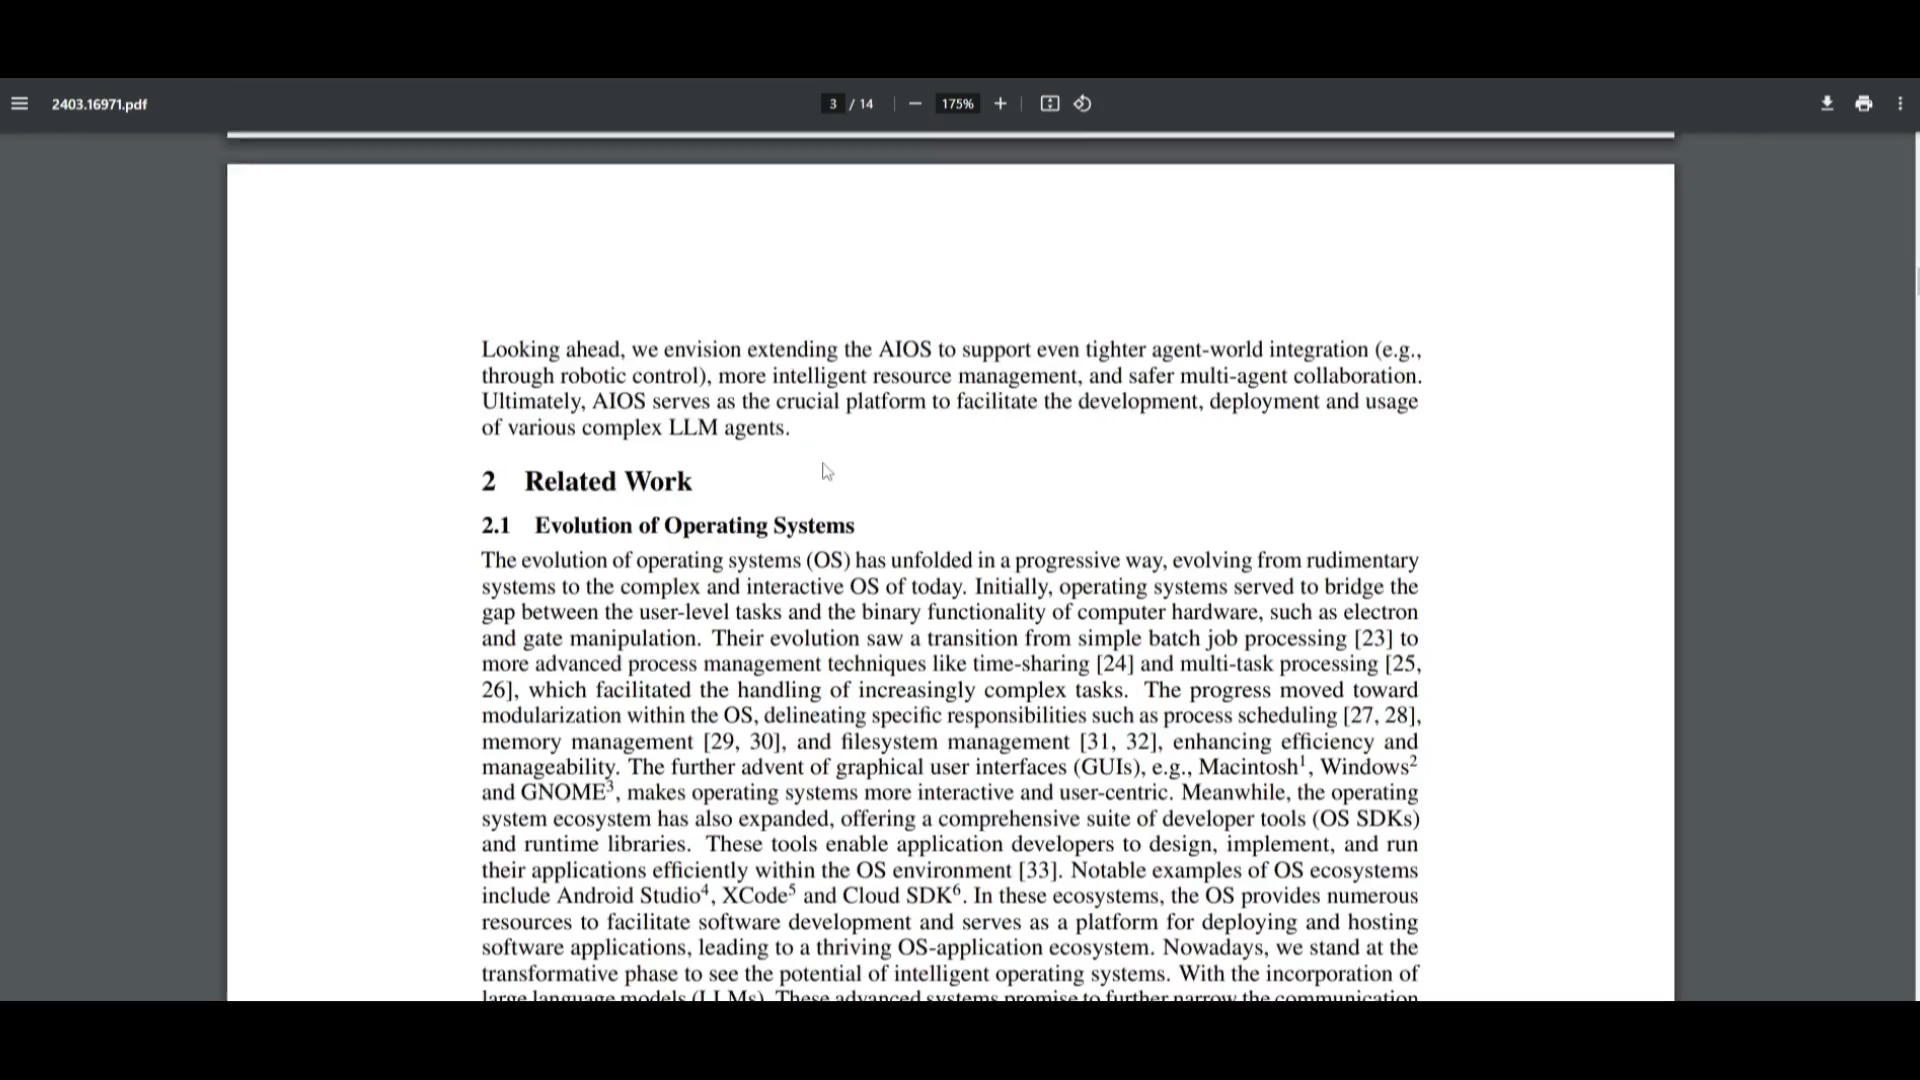 2403.16971.pdf
3 / 14
175%
Looking ahead, we envision extending the AIOS to support even tighter agent-world integration (e.g.,
through robotic control), more intelligent resource management, and safer multi-agent collaboration.
Ultimately, AIOS serves as the crucial platform to facilitate the development, deployment and usage
of various complex LLM agents.
2 Related Work
2.1 Evolution of Operating Systems
The evolution of operating systems (OS) has unfolded in a progressive way, evolving from rudimentary
systems to the complex and interactive OS of today. Initially, operating systems served to bridge the
gap between the user-level tasks and the binary functionality of computer hardware, such as electron
and gate manipulation. Their evolution saw a transition from simple batch job processing [23] to
more advanced process management techniques like time-sharing [24] and multi-task processing [25,
26], which facilitated the handling of increasingly complex tasks. The progress moved toward
modularization within the OS, delineating specific responsibilities such as process scheduling [27, 28],
memory management [29, 30], and filesystem management [31, 32], enhancing efficiency and
manageability. The further advent of graphical user interfaces (GUIs), e.g., Macintosh¹, Windows²
and GNOME³, makes operating systems more interactive and user-centric. Meanwhile, the operating
system ecosystem has also expanded, offering a comprehensive suite of developer tools (OS SDKs)
and runtime libraries. These tools enable application developers to design, implement, and run
their applications efficiently within the OS environment [33]. Notable examples of OS ecosystems
include Android Studio⁴, XCode⁵ and Cloud SDK⁶. In these ecosystems, the OS provides numerous
resources to facilitate software development and serves as a platform for deploying and hosting
software applications, leading to a thriving OS-application ecosystem. Nowadays, we stand at the
transformative phase to see the potential of intelligent operating systems. With the incorporation of
large language models (LLMs), These advanced systems promise to further narrow the communication